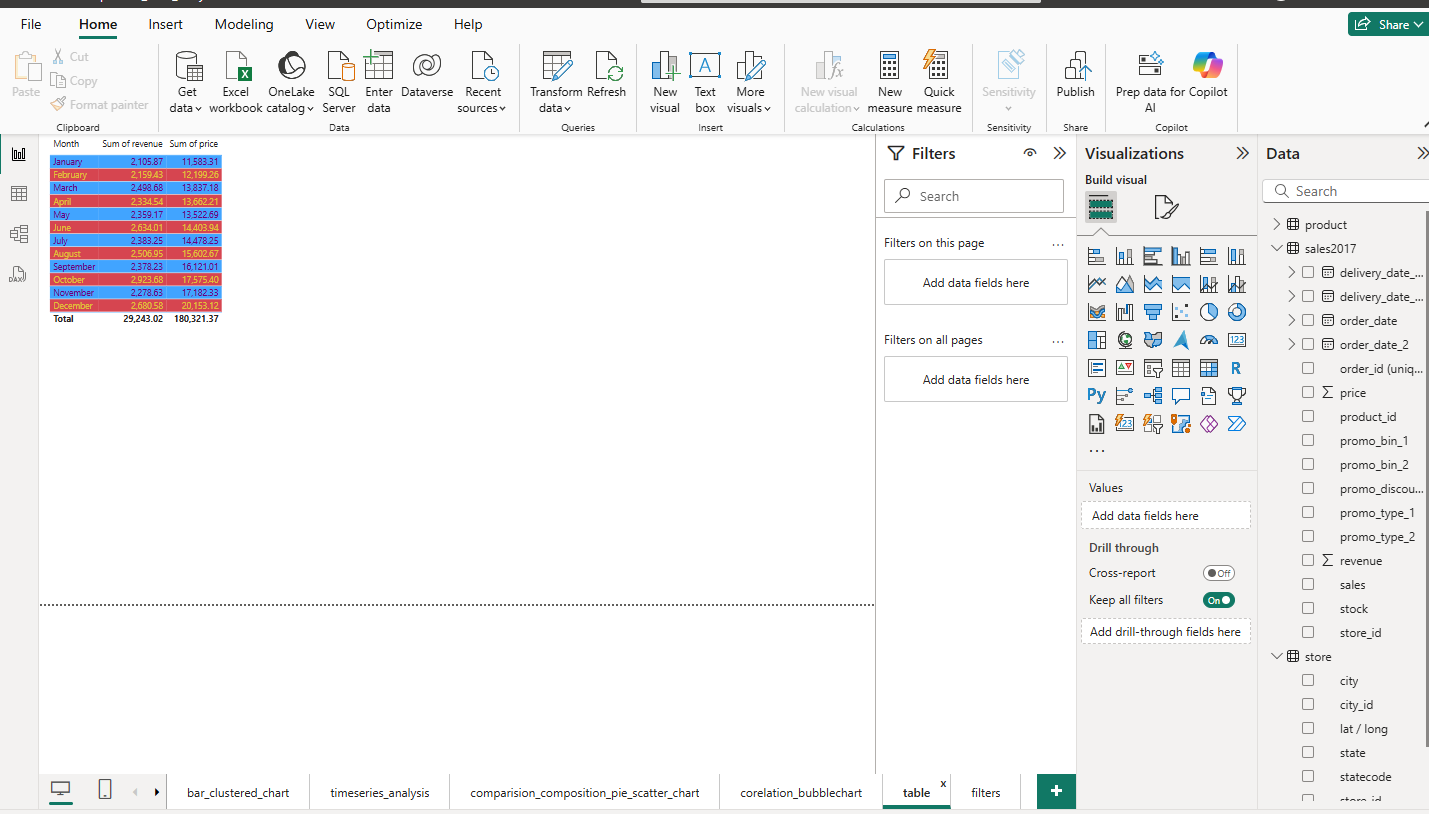 File Home Insert Modeling View Optimize Help Share
Paste Cut Copy Format painter
Get data Excel workbook OneLake catalog SQL Server Enter data Dataverse Recent sources
Transform data Refresh
New visual Text box More visuals
New visual calculation New measure Quick measure
Sensitivity
Publish
Prep data for AI Copilot
Clipboard Data Queries Insert Calculations Sensitivity Share Copilot
Month Sum of revenue Sum of price
January 2,105.87 11,583.31
February 2,159.43 12,199.26
March 2,498.68 13,837.18
April 2,334.54 13,662.21
May 2,359.17 13,522.69
June 2,634.01 14,403.94
July 2,383.25 14,478.25
August 2,506.95 15,602.67
September 2,378.23 16,121.01
October 2,923.68 17,575.40
November 2,278.63 17,182.33
December 2,680.58 20,153.12
Total 29,243.02 180,321.37
Filters
Search
Filters on this page ...
Add data fields here
Filters on all pages ...
Add data fields here
Visualizations
Build visual
123
R
Py
123
...
Values
Add data fields here
Drill through
Cross-report Off
Keep all filters On
Add drill-through fields here
Data
Search
product
sales2017
delivery_date_...
delivery_date_...
order_date
order_date_2
order_id (uniq...
Σ price
product_id
promo_bin_1
promo_bin_2
promo_discou...
promo_type_1
promo_type_2
Σ revenue
sales
stock
store_id
store
city
city_id
lat / long
state
statecode
store_id
DAX
bar_clustered_chart timeseries_analysis comparision_composition_pie_scatter_chart corelation_bubblechart table x filters +